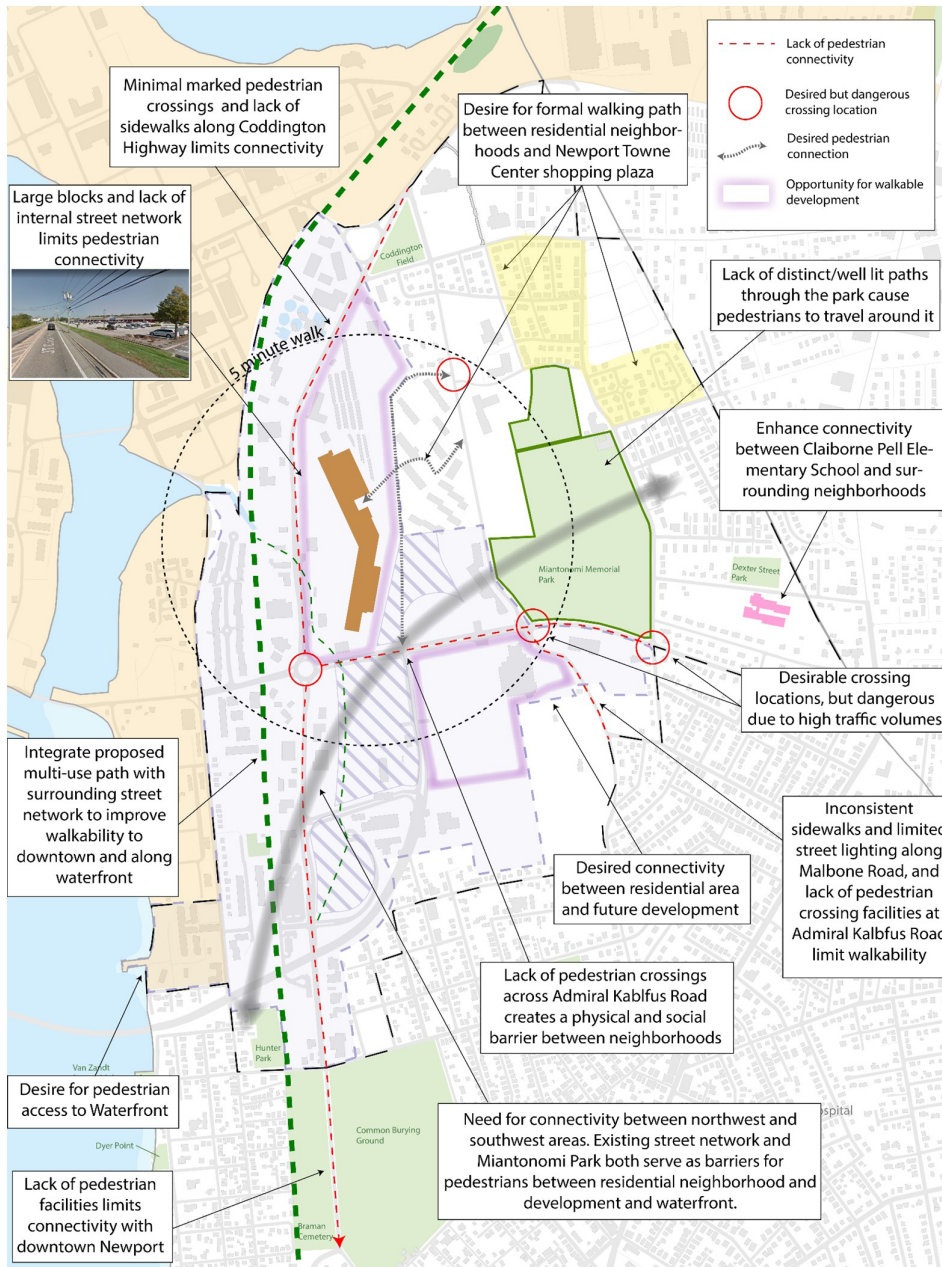 Lack of pedestrian
connectivity
Desired but dangerous
crossing location
Desired pedestrian
connection
Opportunity for walkable
development
Minimal marked pedestrian
crossings and lack of
sidewalks along Coddington
Highway limits connectivity
Desire for formal walking path
between residential neighbor-
hoods and Newport Towne
Center shopping plaza
Large blocks and lack of
internal street network
limits pedestrian
connectivity
Coddington
Field
Lack of distinct/well lit paths
through the park cause
pedestrians to travel around it
5 minute walk
Enhance connectivity
between Claiborne Pell Ele-
mentary School and sur-
rounding neighborhoods
Miantonomi Memorial
Park
Dexter Street
Park
Desirable crossing
locations, but dangerous
due to high traffic volumes
Integrate proposed
multi-use path with
surrounding street
network to improve
walkability to
downtown and along
waterfront
Inconsistent
sidewalks and limited
street lighting along
Malbone Road, and
lack of pedestrian
crossing facilities at
Admiral Kalbfus Road
limit walkability
Desired connectivity
between residential area
and future development
Lack of pedestrian crossings
across Admiral Kablfus Road
creates a physical and social
barrier between neighborhoods
Hunter
Park
Van Zandt
Desire for pedestrian
access to Waterfront
Need for connectivity between northwest and
southwest areas. Existing street network and
Miantonomi Park both serve as barriers for
pedestrians between residential neighborhood and
development and waterfront.
Common Burying
Ground
Dyer Point
Lack of pedestrian
facilities limits
connectivity with
downtown Newport
Braman
Cemetery